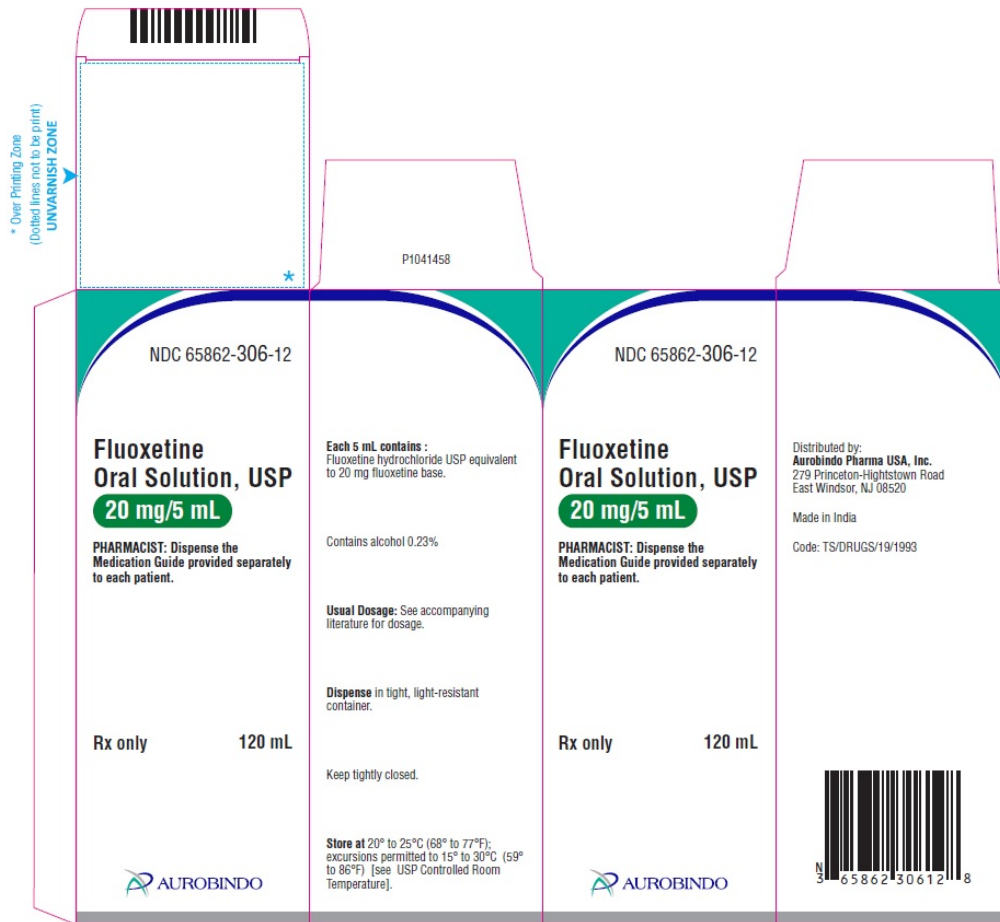 * Over Printing Zone
(Dotted lines not to be print)
UNVARNISH ZONE
*
P1041458
NDC 65862-306-12
Fluoxetine
Oral Solution, USP
20 mg/5 mL
PHARMACIST: Dispense the
Medication Guide provided separately
to each patient.
Rx only 120 mL
AUROBINDO
Each 5 mL contains :
Fluoxetine hydrochloride USP equivalent
to 20 mg fluoxetine base.
Contains alcohol 0.23%
Usual Dosage: See accompanying
literature for dosage.
Dispense in tight, light-resistant
container.
Keep tightly closed.
Store at 20° to 25°C (68° to 77°F);
excursions permitted to 15° to 30°C (59°
to 86°F) [see USP Controlled Room
Temperature].
NDC 65862-306-12
Fluoxetine
Oral Solution, USP
20 mg/5 mL
PHARMACIST: Dispense the
Medication Guide provided separately
to each patient.
Rx only 120 mL
AUROBINDO
Distributed by:
Aurobindo Pharma USA, Inc.
279 Princeton-Hightstown Road
East Windsor, NJ 08520
Made in India
Code: TS/DRUGS/19/1993
N
3 65862 30612 8